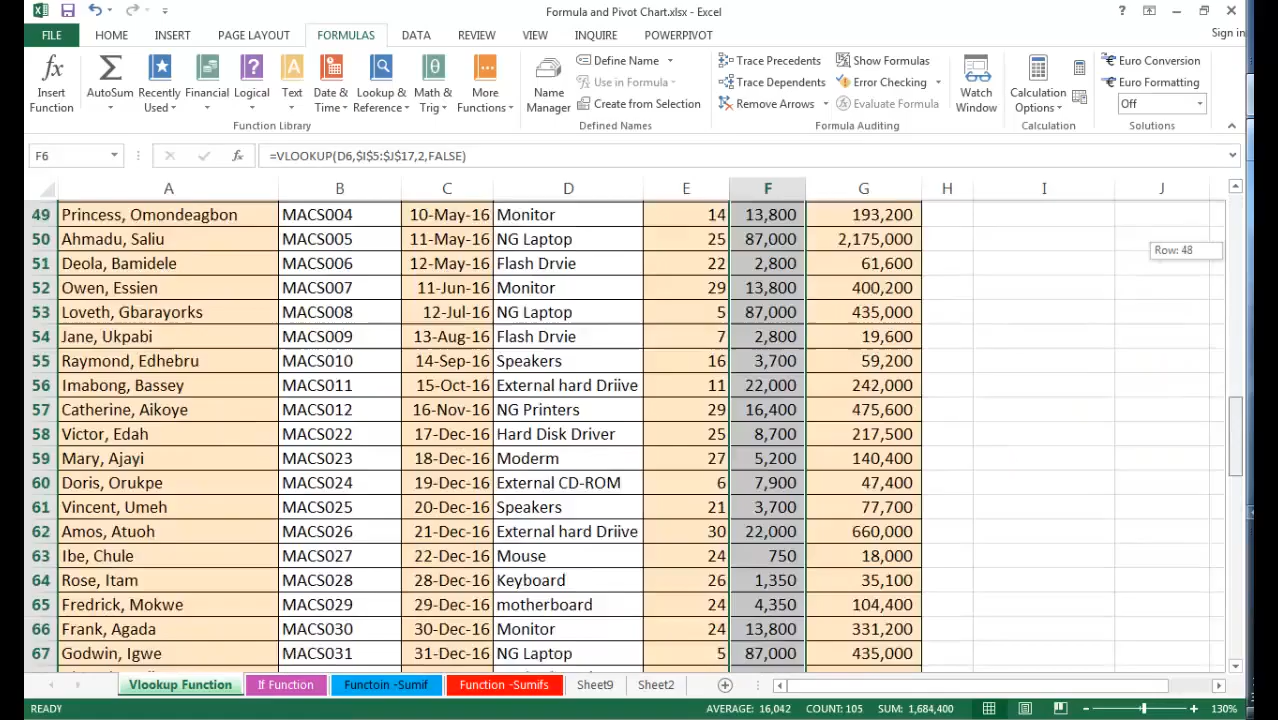 Formula and Pivot Chart.xlsx - Excel
FILE HOME INSERT PAGE LAYOUT FORMULAS DATA REVIEW VIEW INQUIRE POWERPIVOT Sign in
Insert Function AutoSum Recently Used Financial Logical Text Date & Time Lookup & Reference Math & Trig More Functions
Function Library
Name Manager Define Name Use in Formula Create from Selection
Defined Names
Trace Precedents Trace Dependents Remove Arrows Show Formulas Error Checking Evaluate Formula
Formula Auditing
Watch Window Calculation Options
Calculation
Euro Conversion Euro Formatting Off
Solutions
F6 fx =VLOOKUP(D6,$I$5:$J$17,2,FALSE)
A B C D E F G H I J
49 Princess, Omondeagbon MACS004 10-May-16 Monitor 14 13,800 193,200
50 Ahmadu, Saliu MACS005 11-May-16 NG Laptop 25 87,000 2,175,000
Row: 48
51 Deola, Bamidele MACS006 12-May-16 Flash Drvie 22 2,800 61,600
52 Owen, Essien MACS007 11-Jun-16 Monitor 29 13,800 400,200
53 Loveth, Gbarayorks MACS008 12-Jul-16 NG Laptop 5 87,000 435,000
54 Jane, Ukpabi MACS009 13-Aug-16 Flash Drvie 7 2,800 19,600
55 Raymond, Edhebru MACS010 14-Sep-16 Speakers 16 3,700 59,200
56 Imabong, Bassey MACS011 15-Oct-16 External hard Driive 11 22,000 242,000
57 Catherine, Aikoye MACS012 16-Nov-16 NG Printers 29 16,400 475,600
58 Victor, Edah MACS022 17-Dec-16 Hard Disk Driver 25 8,700 217,500
59 Mary, Ajayi MACS023 18-Dec-16 Moderm 27 5,200 140,400
60 Doris, Orukpe MACS024 19-Dec-16 External CD-ROM 6 7,900 47,400
61 Vincent, Umeh MACS025 20-Dec-16 Speakers 21 3,700 77,700
62 Amos, Atuoh MACS026 21-Dec-16 External hard Driive 30 22,000 660,000
63 Ibe, Chule MACS027 22-Dec-16 Mouse 24 750 18,000
64 Rose, Itam MACS028 28-Dec-16 Keyboard 26 1,350 35,100
65 Fredrick, Mokwe MACS029 29-Dec-16 motherboard 24 4,350 104,400
66 Frank, Agada MACS030 30-Dec-16 Monitor 24 13,800 331,200
67 Godwin, Igwe MACS031 31-Dec-16 NG Laptop 5 87,000 435,000
Vlookup Function If Function Functoin -Sumif Function -Sumifs Sheet9 Sheet2
READY AVERAGE: 16,042 COUNT: 105 SUM: 1,684,400 130%